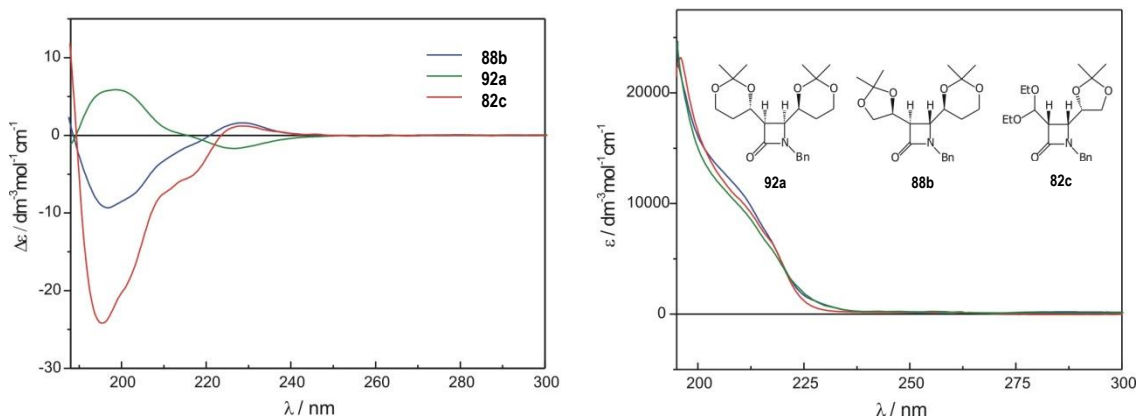 10
0
-10
-20
-30
Δε / dm⁻³mol⁻¹cm⁻¹
200
220
240
260
280
300
λ / nm
88b
92a
82c
20000
10000
0
ε / dm⁻³mol⁻¹cm⁻¹
200
225
250
275
300
λ / nm
O
O
O
O
H
H
O
N
Bn
92a
O
O
O
O
H
H
O
N
Bn
88b
EtO
EtO
O
O
H
H
O
N
Bn
82c